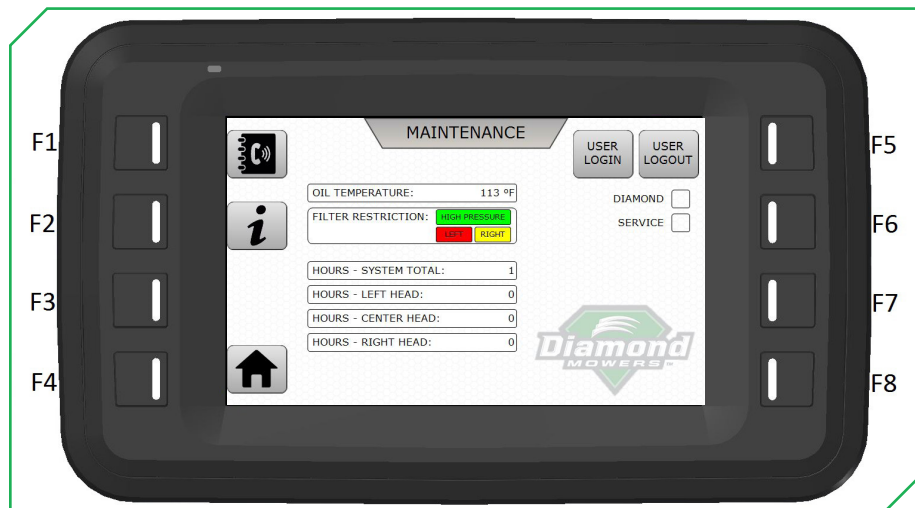 F1
F2
F3
F4
MAINTENANCE
USER
LOGIN
USER
LOGOUT
OIL TEMPERATURE: 113 ºF
FILTER RESTRICTION: HIGH PRESSURE
LEFT RIGHT
HOURS - SYSTEM TOTAL: 1
HOURS - LEFT HEAD: 0
HOURS - CENTER HEAD: 0
HOURS - RIGHT HEAD: 0
DIAMOND
SERVICE
Diamond
MOWERS
F5
F6
F7
F8